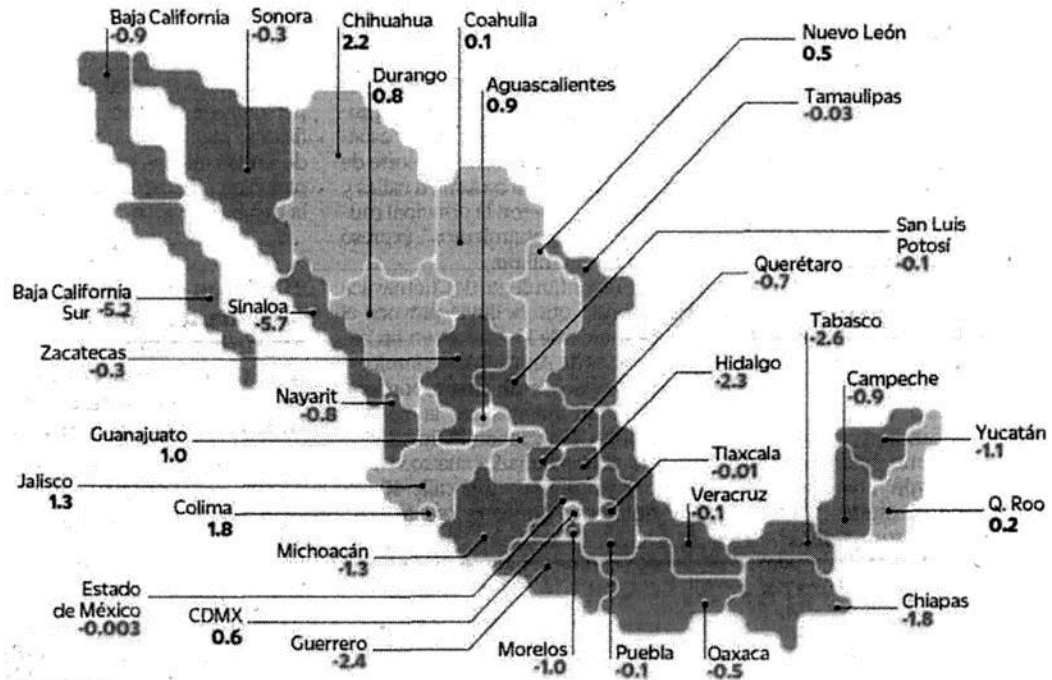 Baja California
-0.9
Sonora
-0.3
Chihuahua
2.2
Coahuila
0.1
Nuevo León
0.5
Durango
0.8
Aguascalientes
0.9
Tamaulipas
-0.03
San Luis
Potosí
-0.1
Querétaro
-0.7
Baja California
Sur -5.2
Sinaloa
-5.7
Tabasco
-2.6
Zacatecas
-0.3
Hidalgo
-2.3
Campeche
-0.9
Nayarit
-0.8
Guanajuato
1.0
Yucatán
-1.1
Tlaxcala
-0.01
Jalisco
1.3
Veracruz
-0.1
Q. Roo
0.2
Colima
1.8
Michoacán
-1.3
Estado
de México
-0.003
CDMX
0.6
Guerrero
-2.4
Morelos
-1.0
Puebla
-0.1
Oaxaca
-0.5
Chiapas
-1.8